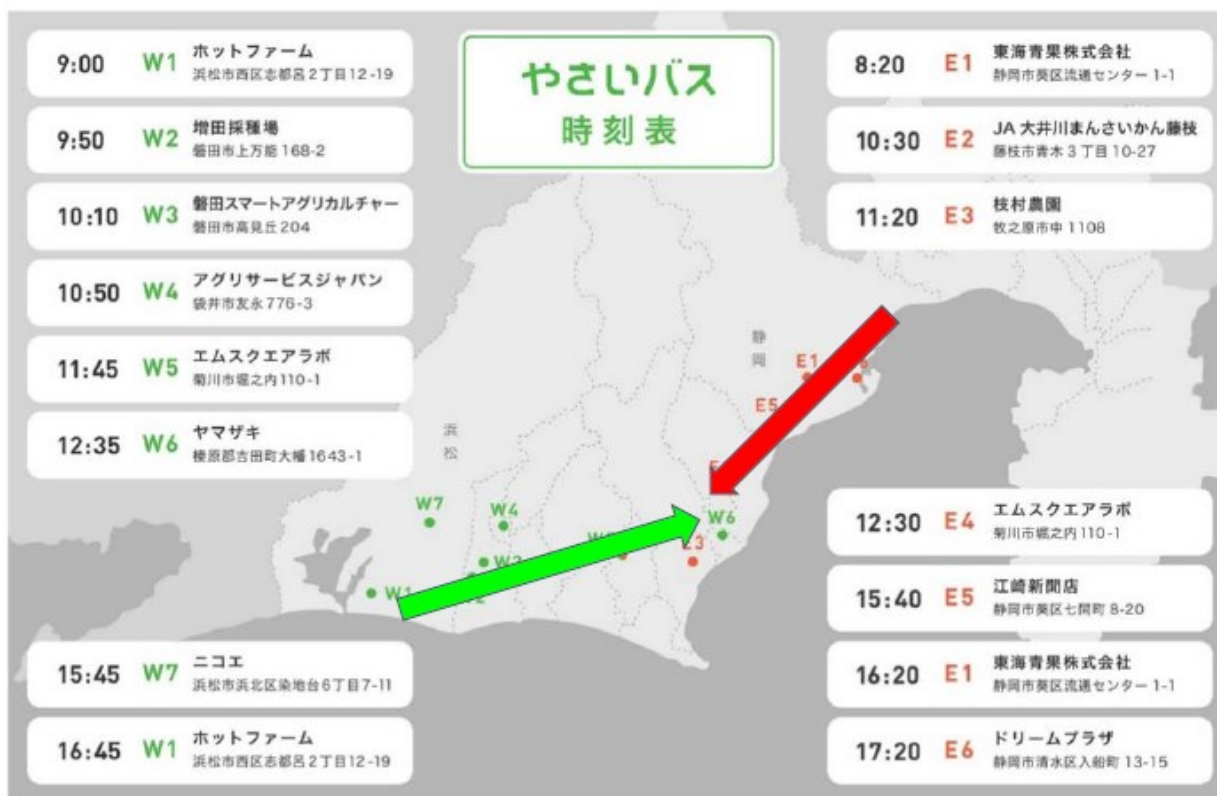 やさいバス
時刻表
9:00 W1 ホットファーム
浜松市西区志都呂2丁目12-19
9:50 W2 増田採種場
磐田市上万能168-2
10:10 W3 磐田スマートアグリカルチャー
磐田市高見丘204
10:50 W4 アグリサービスジャパン
袋井市友永776-3
11:45 W5 エムスクエアラボ
菊川市堀之内110-1
12:35 W6 ヤマザキ
榛原郡吉田町大幡1643-1
15:45 W7 ニコエ
浜松市浜北区染地台6丁目7-11
16:45 W1 ホットファーム
浜松市西区志都呂2丁目12-19
8:20 E1 東海青果株式会社
静岡市葵区流通センター1-1
10:30 E2 JA大井川まんさいかん藤枝
藤枝市青木3丁目10-27
11:20 E3 枝村農園
牧之原市中1108
12:30 E4 エムスクエアラボ
菊川市堀之内110-1
15:40 E5 江崎新聞店
静岡市葵区七間町8-20
16:20 E1 東海青果株式会社
静岡市葵区流通センター1-1
17:20 E6 ドリームプラザ
静岡市清水区入船町13-15
静岡
E1
E5
浜松
W7
W4
W6
E3
W1